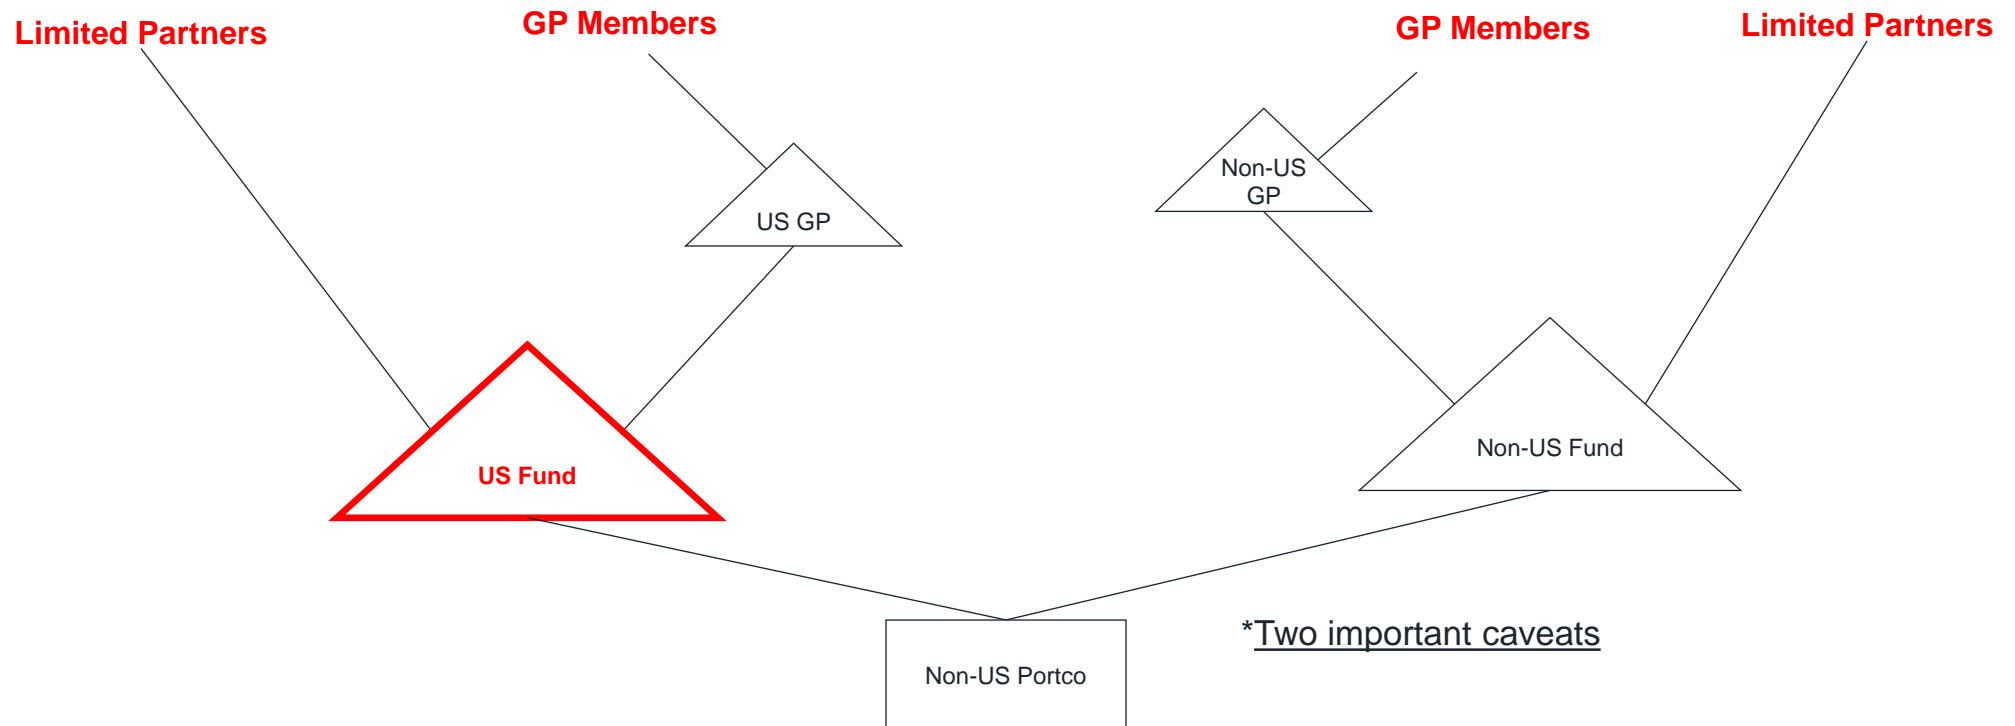 Limited Partners
GP Members
GP Members
Limited Partners
Non-US
GP
US GP
Non-US Fund
US Fund
*Two important caveats
Non-US Portco